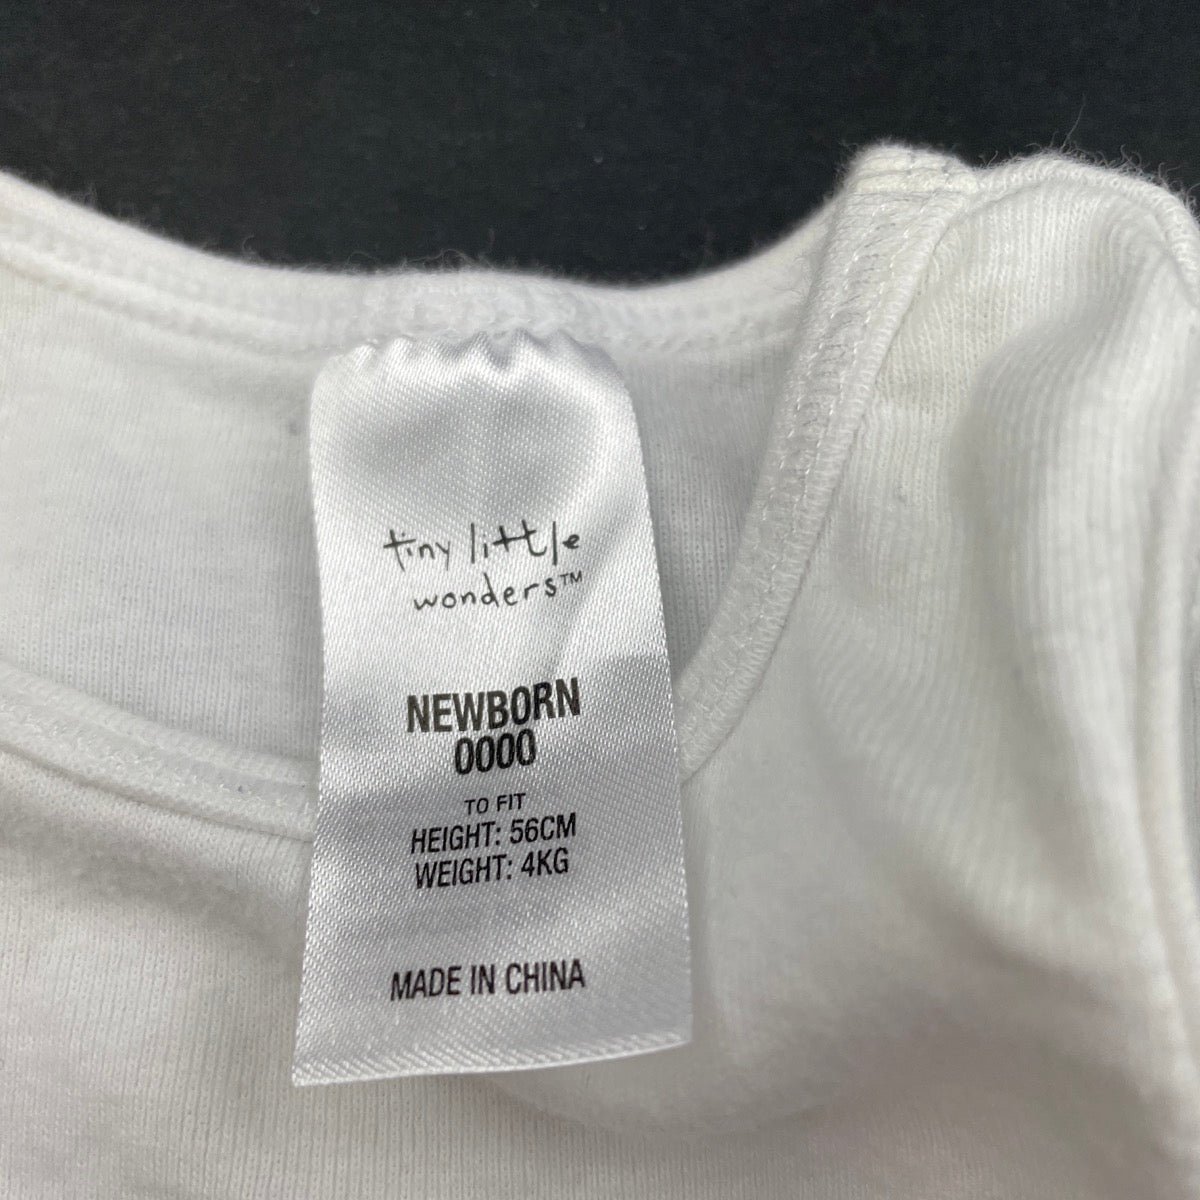 tiny little
wonders™
NEWBORN
0000
TO FIT
HEIGHT: 56CM
WEIGHT: 4KG
MADE IN CHINA